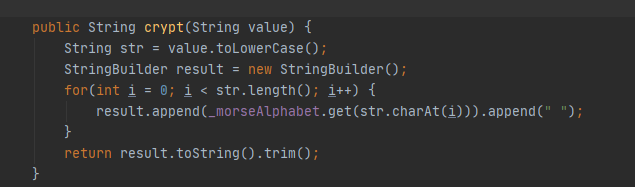 public String crypt(String value) {
    String str = value.toLowerCase();
    StringBuilder result = new StringBuilder();
    for(int i = 0; i < str.length(); i++) {
        result.append(_morseAlphabet.get(str.charAt(i))).append(" ");
    }
    return result.toString().trim();
}